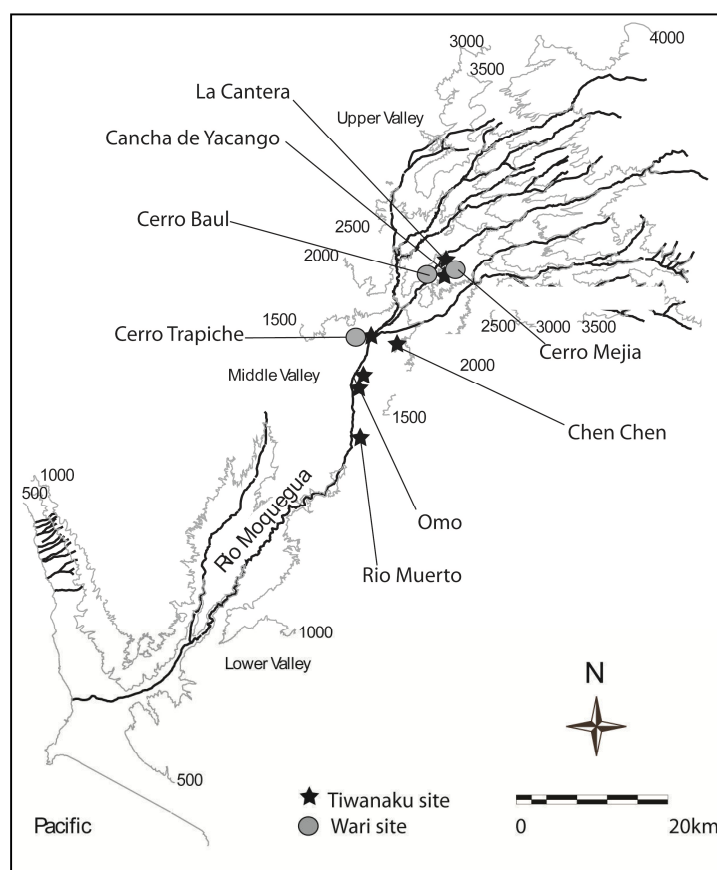 3000
4000
3500
La Cantera
Upper Valley
Cancha de Yacango
Cerro Baul
2500
2000
1500
Cerro Trapiche
2500
3000
3500
Cerro Mejia
Middle Valley
2000
1500
Chen Chen
1000
500
Rio Moquegua
Omo
Rio Muerto
1000
Lower Valley
N
500
Tiwanaku site
Pacific
Wari site
0
20km